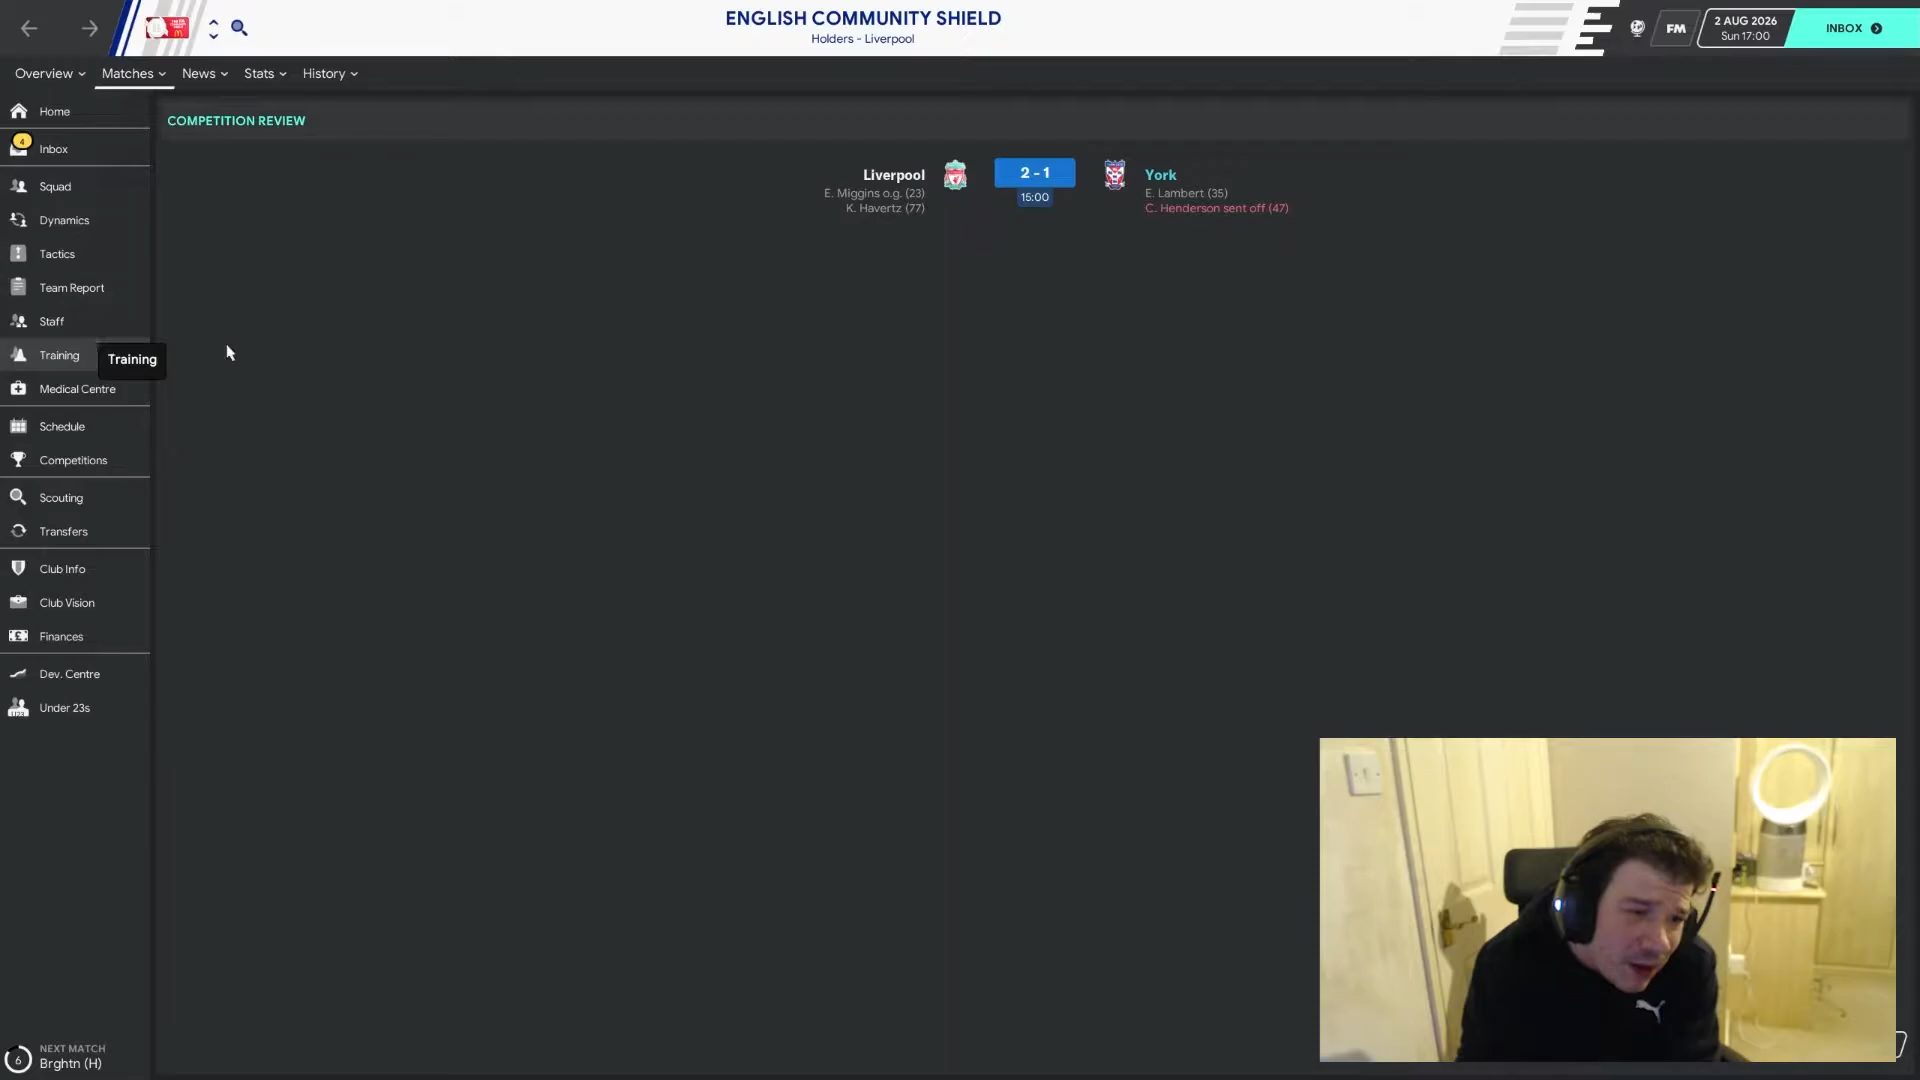 ENGLISH COMMUNITY SHIELD
Holders - Liverpool
FM
2 AUG 2026
Sun 17:00
INBOX
Overview
Matches
News
Stats
History
Home
4
Inbox
Squad
Dynamics
Tactics
Team Report
Staff
Training
Training
Medical Centre
Schedule
Competitions
Scouting
Transfers
Club Info
Club Vision
Finances
Dev. Centre
U23
Under 23s
6
NEXT MATCH
Brghtn (H)
COMPETITION REVIEW
Liverpool
E. Miggins o.g. (23)
K. Havertz (77)
2 - 1
15:00
York
E. Lambert (35)
C. Henderson sent off (47)